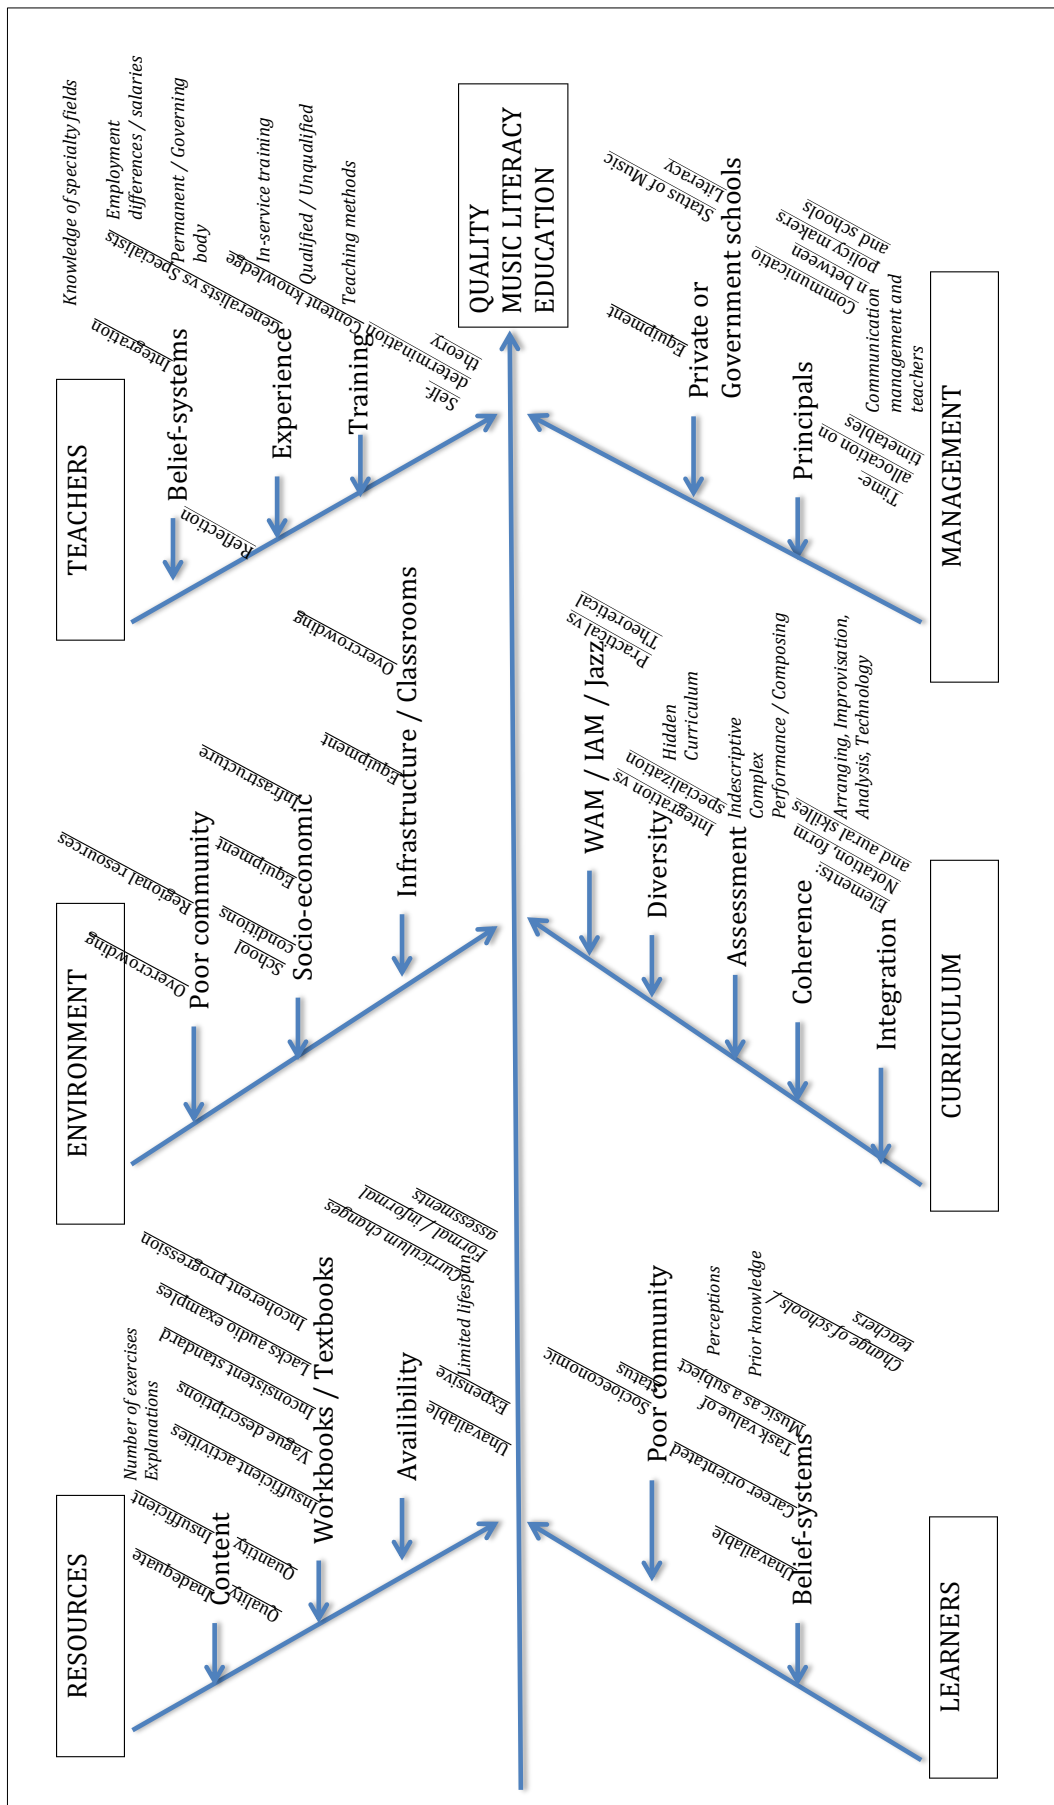 RESOURCES
Content
Inadequate
Quality
Insufficient
Quantity
Number of exercises
Explanations
Workbooks / Textbooks
Insufficient activities
Vague descriptions
Inconsistent standard
Lacks audio examples
Incoherent progression
Availibility
Unavailable
Expensive
Limited lifespan
Curriculum changes
Formal / informal
assessments
ENVIRONMENT
Poor community
Overcrowding
Regional resources
Socio-economic
School
conditions
Equipment
Infrastructure
Infrastructure / Classrooms
Equipment
Overcrowding
TEACHERS
Belief-systems
Reflection
Integration
Knowledge of specialty fields
Experience
Generalists vs Specialists
Employment
differences / salaries
Permanent / Governing
body
Training
Content knowledge
In-service training
Qualified / Unqualified
Teaching methods
Self-
determination
theory
QUALITY
MUSIC LITERACY
EDUCATION
LEARNERS
Poor community
Socioeconomic
Status
Belief-systems
Unavailable
Career orientated
Task value of
Music as a subject
Perceptions
Prior knowledge
Change of schools /
teachers
CURRICULUM
WAM / IAM / Jazz
Practical vs
Theoretical
Diversity
Integration vs
specialization
Hidden
Curriculum
Assessment
Indescriptive
Complex
Performance / Composing
Coherence
Elements:
Notation, form
and aural skilles
Arranging, Improvisation,
Analysis, Technology
Integration
MANAGEMENT
Private or
Government schools
Equipment
Status of Music
Literacy
Principals
Time-
allocation on
timetables
Communicatio
n between
policy makers
and schools
Communication
management and
teachers